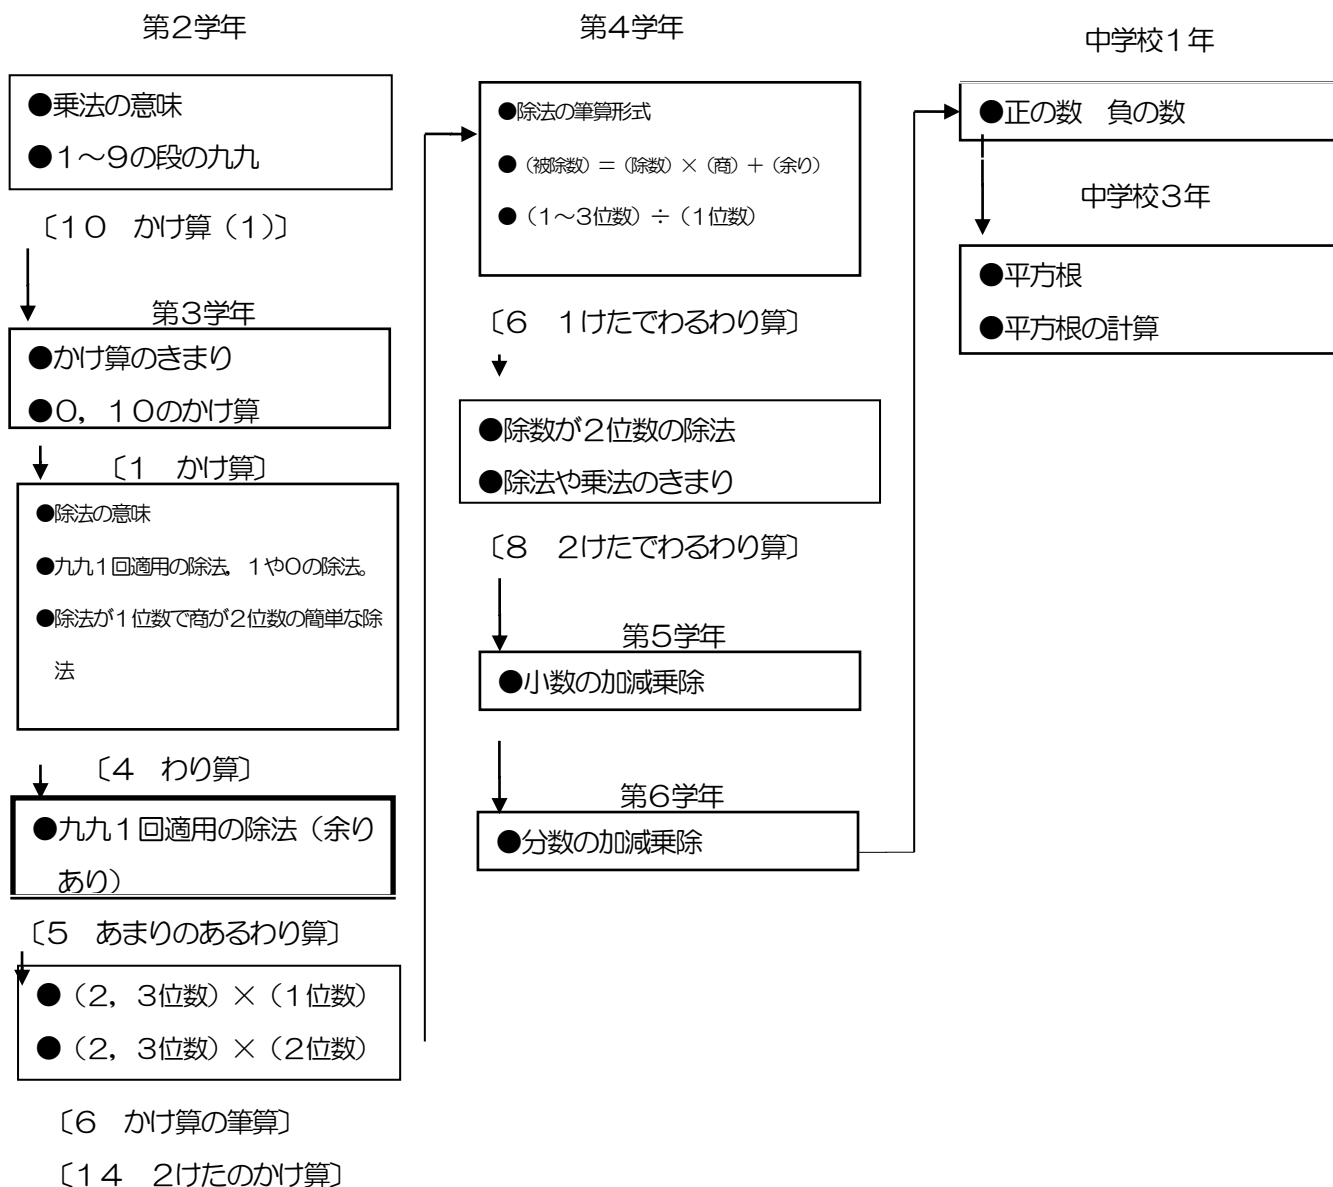 第2学年
●乗法の意味
●1～9の段の九九
〔10　かけ算（1）〕
第3学年
●かけ算のきまり
●0，10のかけ算
〔1　かけ算〕
●除法の意味
●九九1回適用の除法，1や0の除法。
●除法が1位数で商が2位数の簡単な除
法
〔4　わり算〕
●九九1回適用の除法（余り
あり）
〔5　あまりのあるわり算〕
●（2，3位数）×（1位数）
●（2，3位数）×（2位数）
〔6　かけ算の筆算〕
〔14　2けたのかけ算〕
第4学年
●除法の筆算形式
●（被除数）＝（除数）×（商）＋（余り）
●（1～3位数）÷（1位数）
〔6　1けたでわるわり算〕
●除数が2位数の除法
●除法や乗法のきまり
〔8　2けたでわるわり算〕
第5学年
●小数の加減乗除
第6学年
●分数の加減乗除
中学校1年
●正の数　負の数
中学校3年
●平方根
●平方根の計算